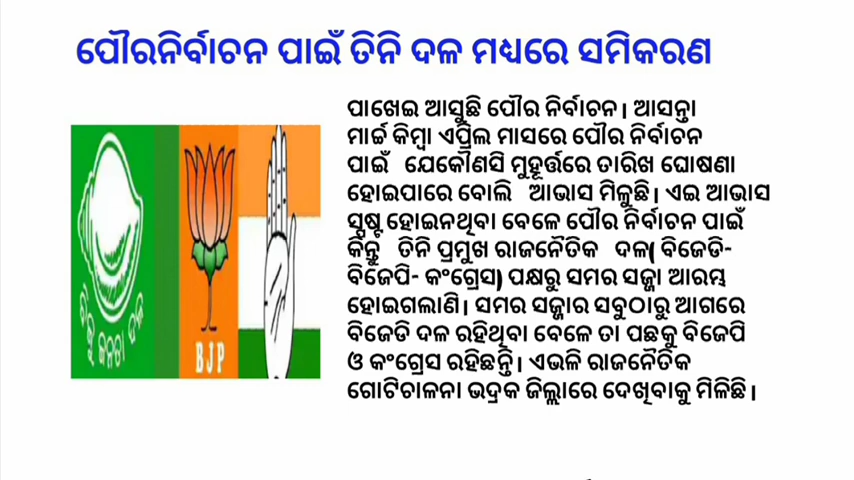 ପୌରନିର୍ବାଚନ ପାଇଁ ତିନି ଦଳ ମଧ୍ୟରେ ସମିକରଣ
ପାଖେଇ ଆସୁଛି ପୌର ନିର୍ବାଚନ । ଆସନ୍ତା
ମାର୍ଚ୍ଚ କିମ୍ବା ଏପ୍ରିଲ ମାସରେ ପୌର ନିର୍ବାଚନ
ପାଇଁ ଯେକୌଣସି ମୁହୂର୍ତ୍ତରେ ତାରିଖ ଘୋଷଣା
ହୋଇପାରେ ବୋଲି ଆଭାସ ମିଳୁଛି । ଏଇ ଆଭାସ
ସ୍ପଷ୍ଟ ହୋଇନଥିବା ବେଳେ ପୌର ନିର୍ବାଚନ ପାଇଁ
କିନ୍ତୁ ତିନି ପ୍ରମୁଖ ରାଜନୈତିକ ଦଳ( ବିଜେଡି-
ବିଜେପି- କଂଗ୍ରେସ) ପକ୍ଷରୁ ସମର ସଜ୍ଜା ଆରମ୍ଭ
ହୋଇଗଲାଣି । ସମର ସଜ୍ଜାର ସବୁଠାରୁ ଆଗରେ
ବିଜେଡି ଦଳ ରହିଥିବା ବେଳେ ତା ପଛକୁ ବିଜେପି
ଓ କଂଗ୍ରେସ ରହିଛନ୍ତି । ଏଭଳି ରାଜନୈତିକ
ଗୋଟିଚାଳନା ଭଦ୍ରକ ଜିଲ୍ଲାରେ ଦେଖିବାକୁ ମିଳିଛି ।
ବିଜୁ ଜନତା ଦଳ
BJP